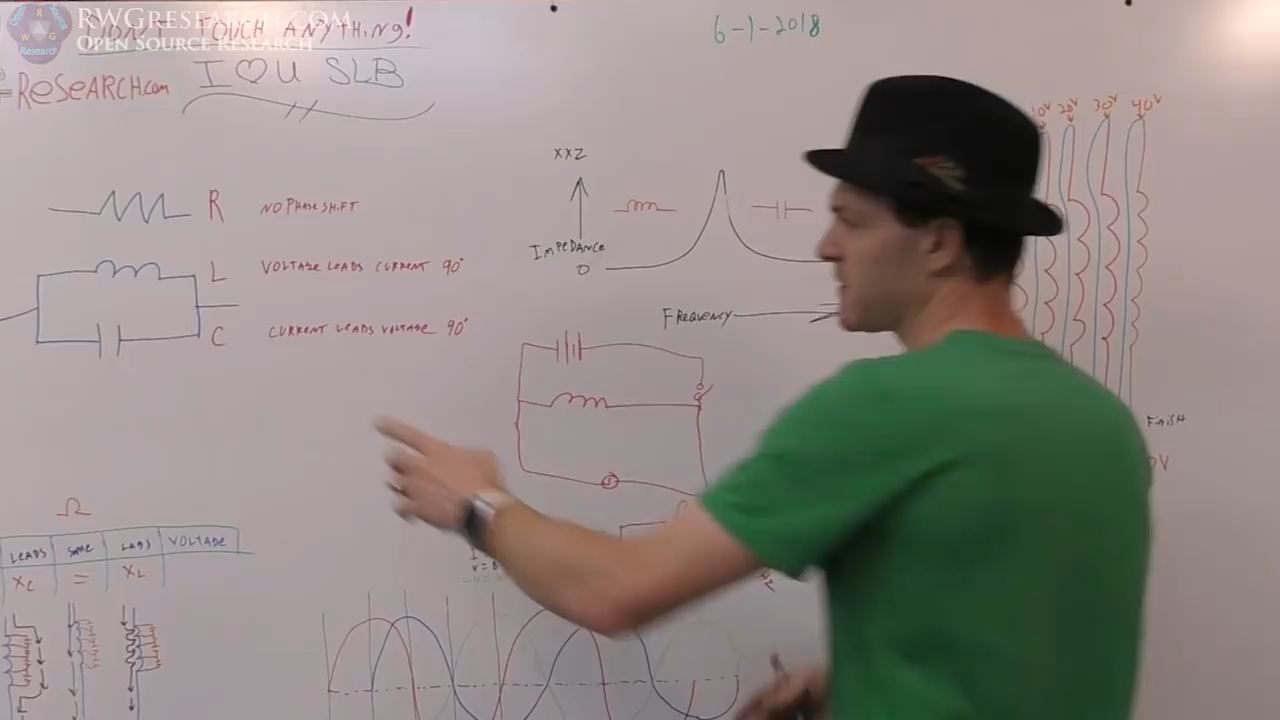 RWGRESEARCH.COM
OPEN SOURCE RESEARCH
TOUCH ANYTHING!
I ♡ U SLB
RESEARCH.com
6-1-2018
R NO PHASE SHIFT
L VOLTAGE LEADS CURRENT 90°
C CURRENT LEADS VOLTAGE 90°
XXZ
IMPEDANCE
0
FREQUENCY
10V 20V 30V 40V
FINISH
Ω
LEADS SAME LAGS VOLTAGE
XC = XL